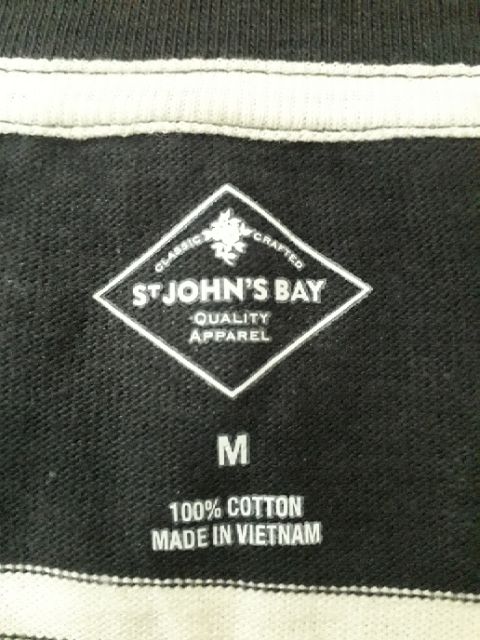 CLASSIC CRAFTED
ST JOHN'S BAY
QUALITY
APPAREL
M
100% COTTON
MADE IN VIETNAM